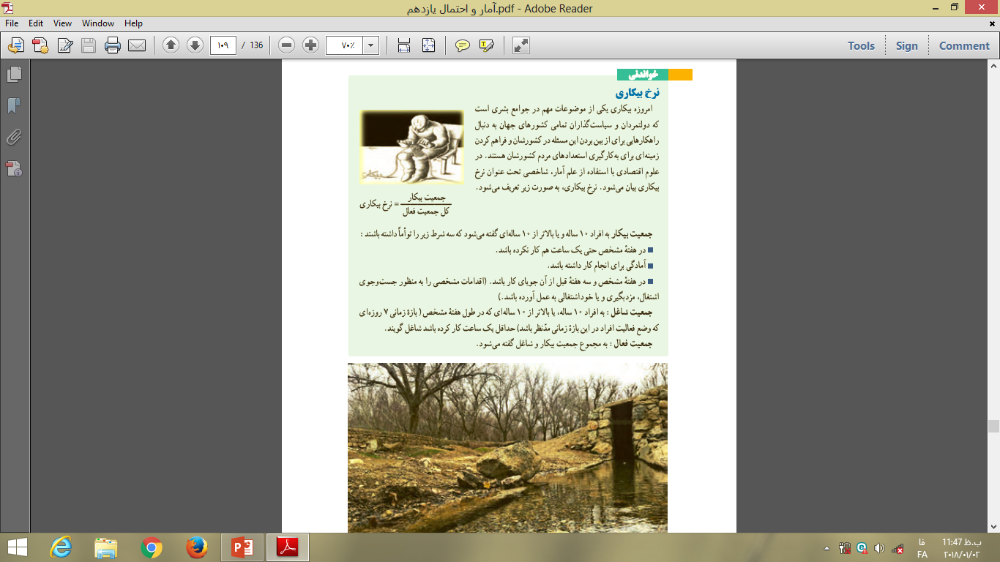 آمار و احتمال یازدهم.pdf - Adobe Reader
File Edit View Window Help
۱۰۹ / 136 ۷۰٪ Tools Sign Comment
خواندنی
نرخ بیکاری
امروزه بیکاری یکی از موضوعات مهم در جوامع بشری است
که دولتمردان و سیاست‌گذاران تمامی کشورهای جهان به دنبال
راهکارهایی برای از بین بردن این مسئله در کشورشان و فراهم کردن
زمینه‌ای برای به‌کارگیری استعدادهای مردم کشورشان هستند. در
علوم اقتصادی با استفاده از علم آمار، شاخصی تحت عنوان نرخ
بیکاری بیان می‌شود. نرخ بیکاری، به صورت زیر تعریف می‌شود.
بیکاری
جمعیت بیکار
نرخ بیکاری =
کل جمعیت فعال
جمعیت بیکار به افراد ۱۰ ساله و یا بالاتر از ۱۰ ساله‌ای گفته می‌شود که سه شرط زیر را توأماً داشته باشند :
■ در هفتهٔ مشخص حتی یک ساعت هم کار نکرده باشد.
■ آمادگی برای انجام کار داشته باشد.
■ در هفتهٔ مشخص و سه هفتهٔ قبل از آن جویای کار باشد. (اقدامات مشخصی را به منظور جست‌وجوی
اشتغال، مزدبگیری و یا خوداشتغالی به عمل آورده باشد.)
جمعیت شاغل : به افراد ۱۰ ساله، یا بالاتر از ۱۰ ساله‌ای که در طول هفتهٔ مشخص ( بازهٔ زمانی ۷ روزه‌ای
که وضع فعالیت افراد در این بازهٔ زمانی مدّنظر باشد) حداقل یک ساعت کار کرده باشد شاغل گویند.
جمعیت فعال : به مجموع جمعیت بیکار و شاغل گفته می‌شود.
فا
FA
11:47 ب.ظ
۲۰۱۸/۰۱/۰۲